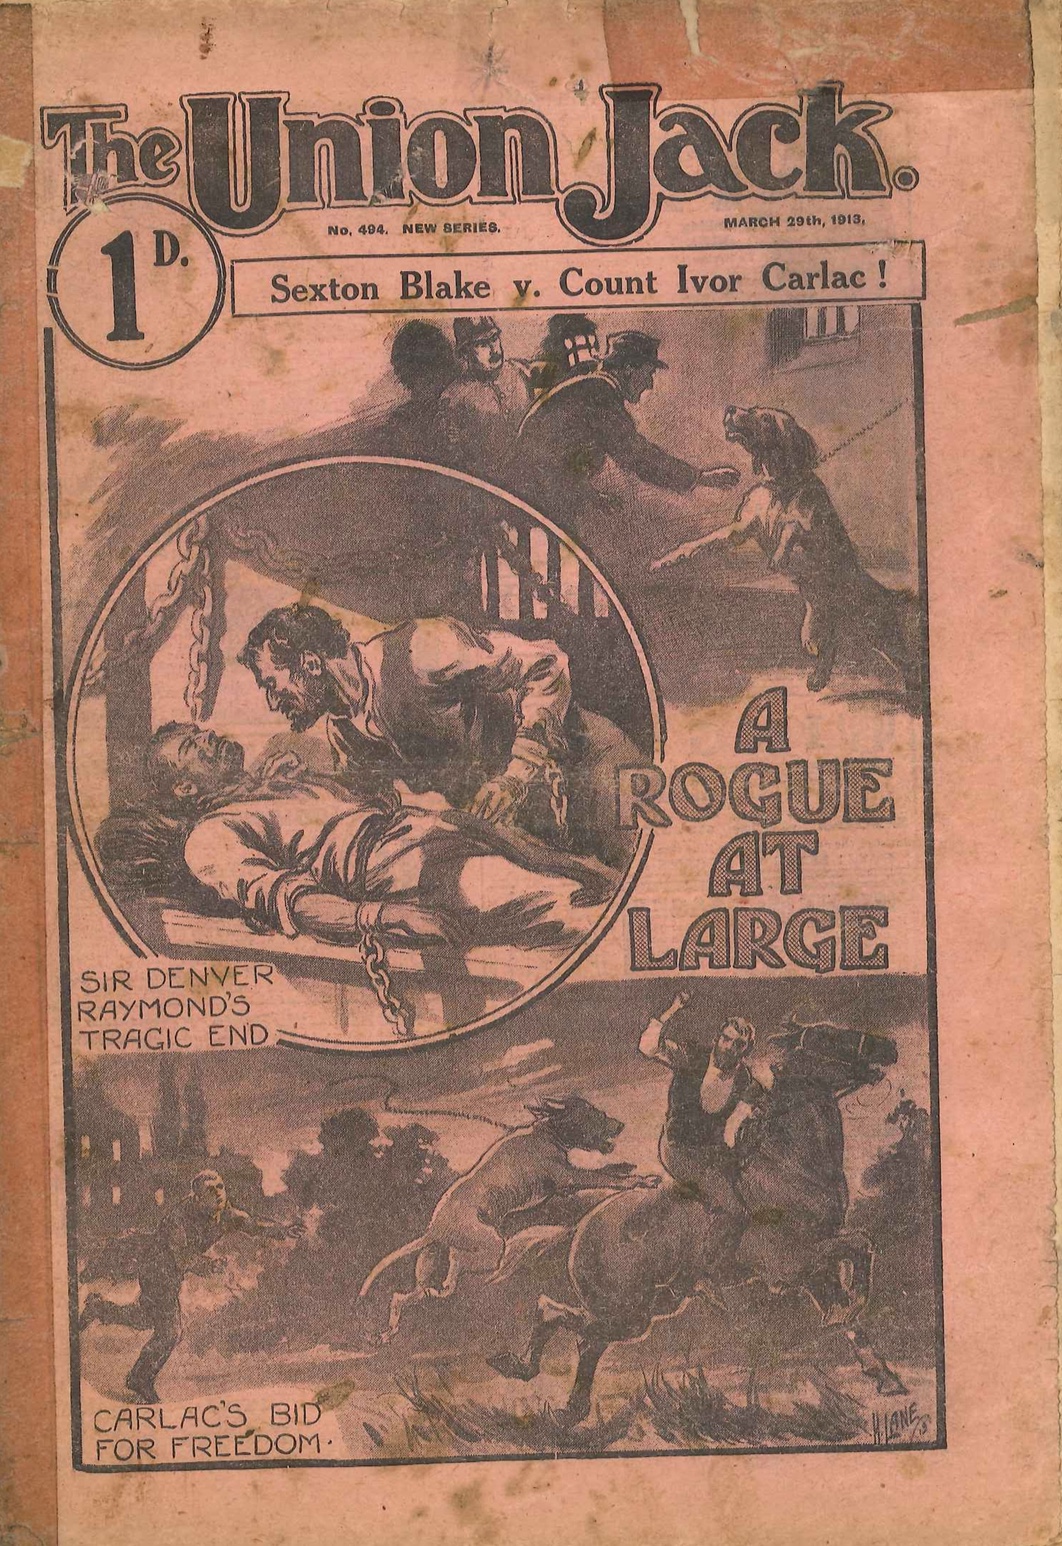 The Union Jack.
No. 494. NEW SERIES.
MARCH 29th, 1913.
1D.
Sexton Blake v. Count Ivor Carlac!
A
ROGUE
AT
LARGE
SIR DENVER
RAYMOND'S
TRAGIC END
CARLAC'S BID
FOR FREEDOM.
H. LANE